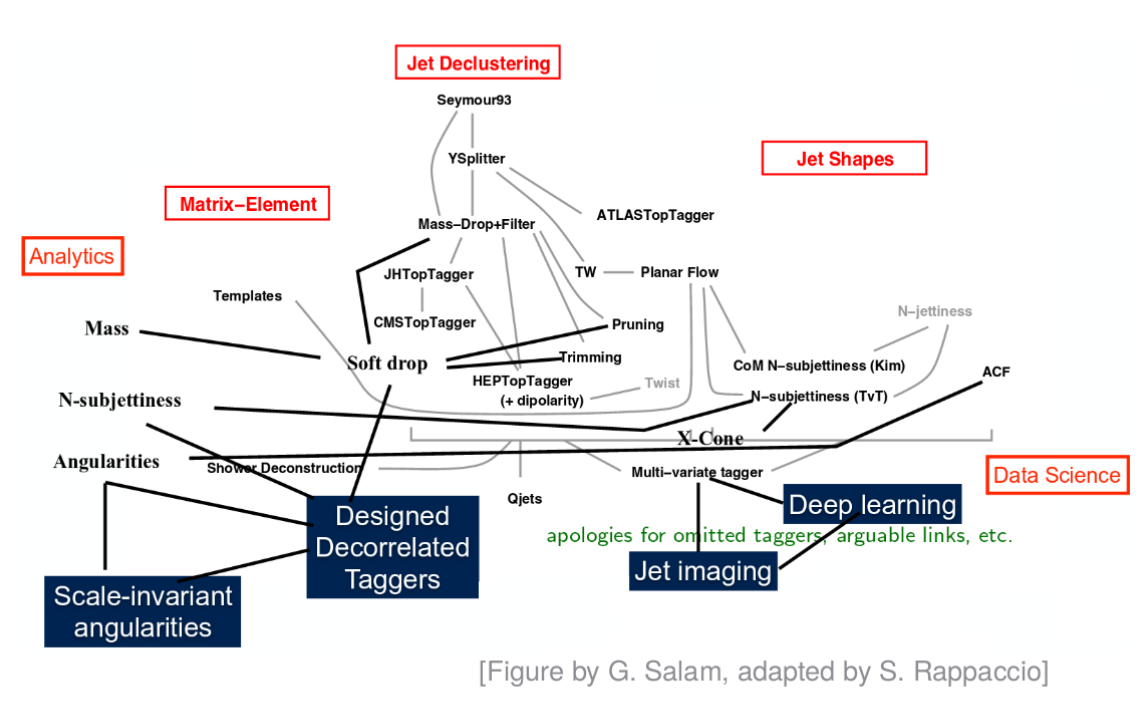 Jet Declustering
Seymour93
YSplitter
Jet Shapes
Matrix−Element
ATLASTopTagger
Mass−Drop+Filter
Analytics
JHTopTagger
TW
Planar Flow
Templates
N−jettiness
CMSTopTagger
Pruning
Mass
Soft drop
Trimming
CoM N−subjettiness (Kim)
ACF
HEPTopTagger
(+ dipolarity)
Twist
N-subjettiness
N−subjettiness (TvT)
X-Cone
Angularities
Shower Deconstruction
Multi−variate tagger
Data Science
Qjets
Deep learning
Designed
Decorrelated
Taggers
apologies for omitted taggers, arguable links, etc.
Jet imaging
Scale-invariant
angularities
[Figure by G. Salam, adapted by S. Rappaccio]